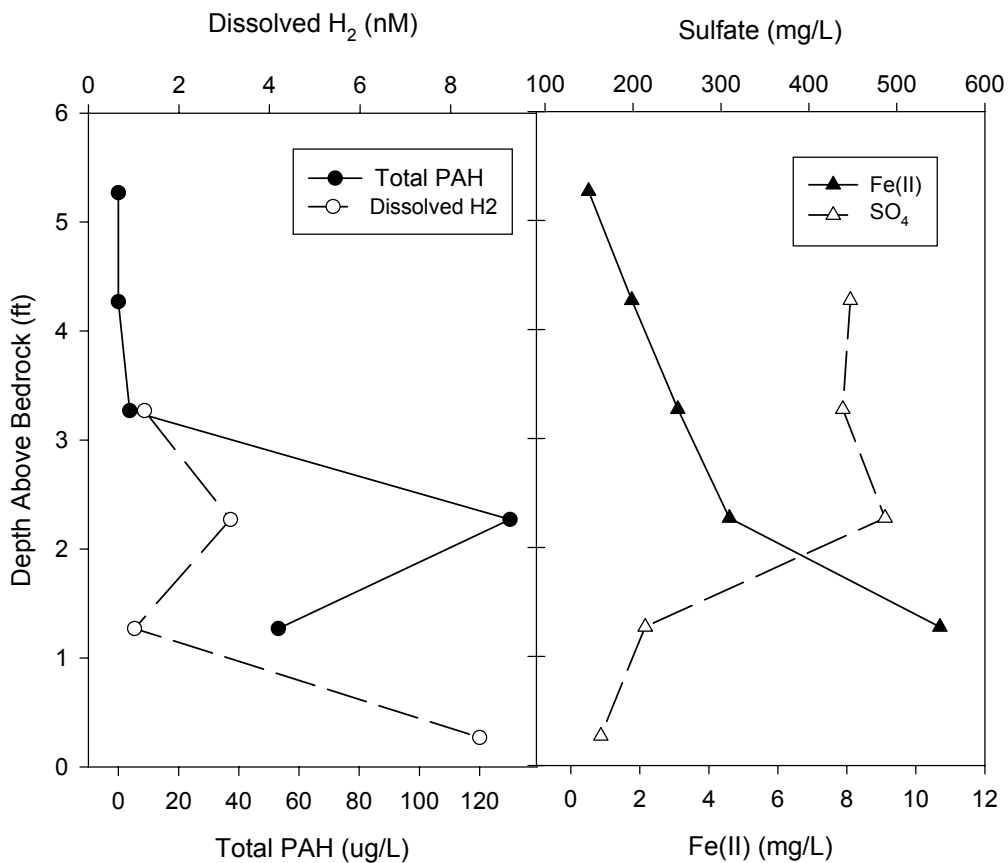 Dissolved H2 (nM)
Sulfate (mg/L)
0 2 4 6 8
100 200 300 400 500 600
6
5
4
3
2
1
0
Depth Above Bedrock (ft)
Total PAH
Dissolved H2
Fe(II)
SO4
0 20 40 60 80 100 120
0 2 4 6 8 10 12
Total PAH (ug/L)
Fe(II) (mg/L)